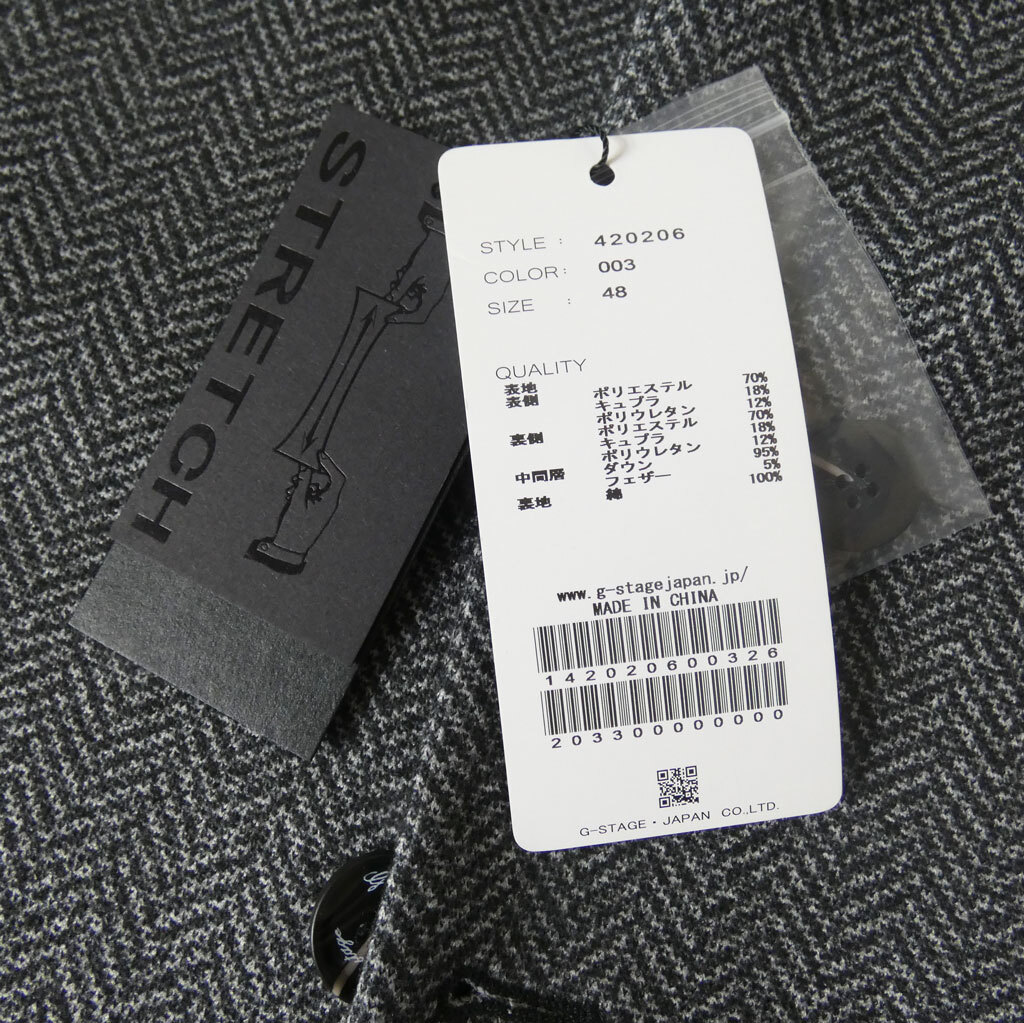 STRETCH
STYLE : 420206
COLOR: 003
SIZE : 48
QUALITY
表地 ポリエステル 70%
表側 キュプラ 18%
ポリウレタン 12%
裏側 ポリエステル 70%
キュプラ 18%
ポリウレタン 12%
中間層 ダウン 95%
フェザー 5%
裏地 綿 100%
www.g-stagejapan.jp/
MADE IN CHINA
142020600326
2033000000000
G-STAGE・JAPAN CO.,LTD.